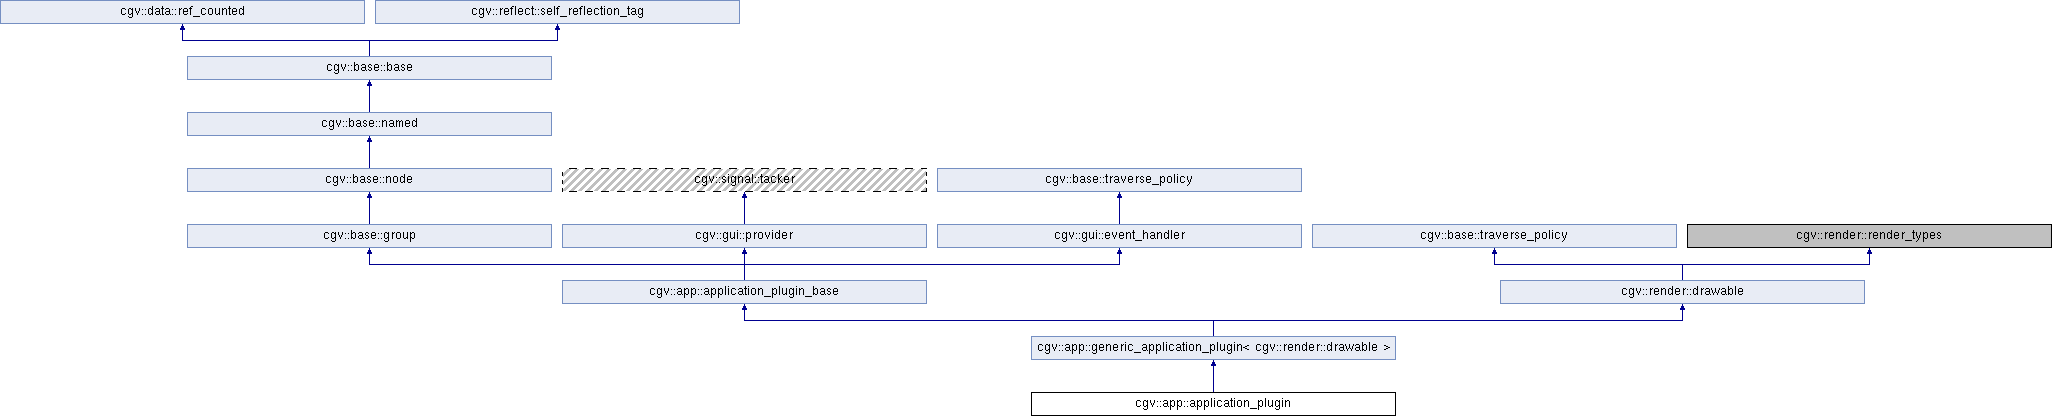 cgv::data::ref_counted
cgv::reflect::self_reflection_tag
cgv::base::base
cgv::base::named
cgv::base::node
cgv::signal::tacker
cgv::base::traverse_policy
cgv::base::group
cgv::gui::provider
cgv::gui::event_handler
cgv::base::traverse_policy
cgv::render::render_types
cgv::app::application_plugin_base
cgv::render::drawable
cgv::app::generic_application_plugin< cgv::render::drawable >
cgv::app::application_plugin